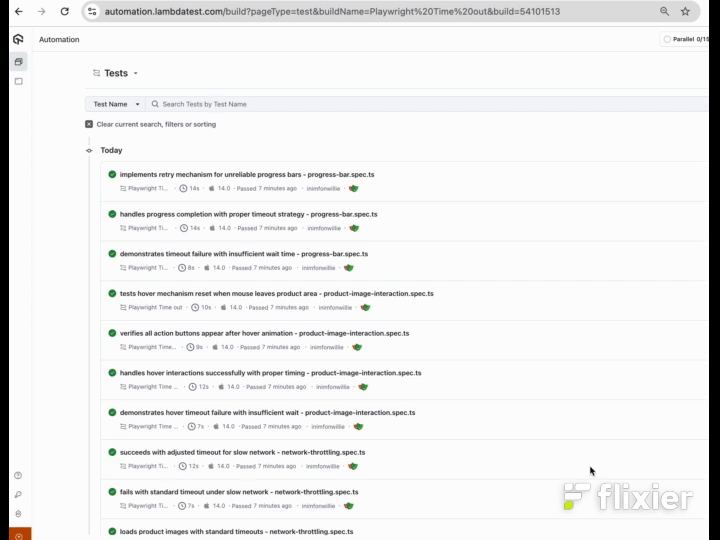 automation.lambdatest.com/build?pageType=test&buildName=Playwright%20Time%20out&build=54101513
Automation
Parallel 0/15
Tests
Test Name
Search Tests by Test Name
Clear current search, filters or sorting
Today
implements retry mechanism for unreliable progress bars - progress-bar.spec.ts
Playwright Ti... · 14s · 14.0 · Passed 7 minutes ago · inimfonwillie
handles progress completion with proper timeout strategy - progress-bar.spec.ts
Playwright Ti... · 14s · 14.0 · Passed 7 minutes ago · inimfonwillie
demonstrates timeout failure with insufficient wait time - progress-bar.spec.ts
Playwright Ti... · 8s · 14.0 · Passed 7 minutes ago · inimfonwillie
tests hover mechanism reset when mouse leaves product area - product-image-interaction.spec.ts
Playwright Time out · 10s · 14.0 · Passed 7 minutes ago · inimfonwillie
verifies all action buttons appear after hover animation - product-image-interaction.spec.ts
Playwright Time... · 9s · 14.0 · Passed 7 minutes ago · inimfonwillie
handles hover interactions successfully with proper timing - product-image-interaction.spec.ts
Playwright Time ... · 12s · 14.0 · Passed 7 minutes ago · inimfonwillie
demonstrates hover timeout failure with insufficient wait - product-image-interaction.spec.ts
Playwright Time ... · 7s · 14.0 · Passed 7 minutes ago · inimfonwillie
succeeds with adjusted timeout for slow network - network-throttling.spec.ts
Playwright Ti... · 12s · 14.0 · Passed 7 minutes ago · inimfonwillie
fails with standard timeout under slow network - network-throttling.spec.ts
Playwright Ti... · 7s · 14.0 · Passed 7 minutes ago · inimfonwillie
loads product images with standard timeouts - network-throttling.spec.ts
flixier